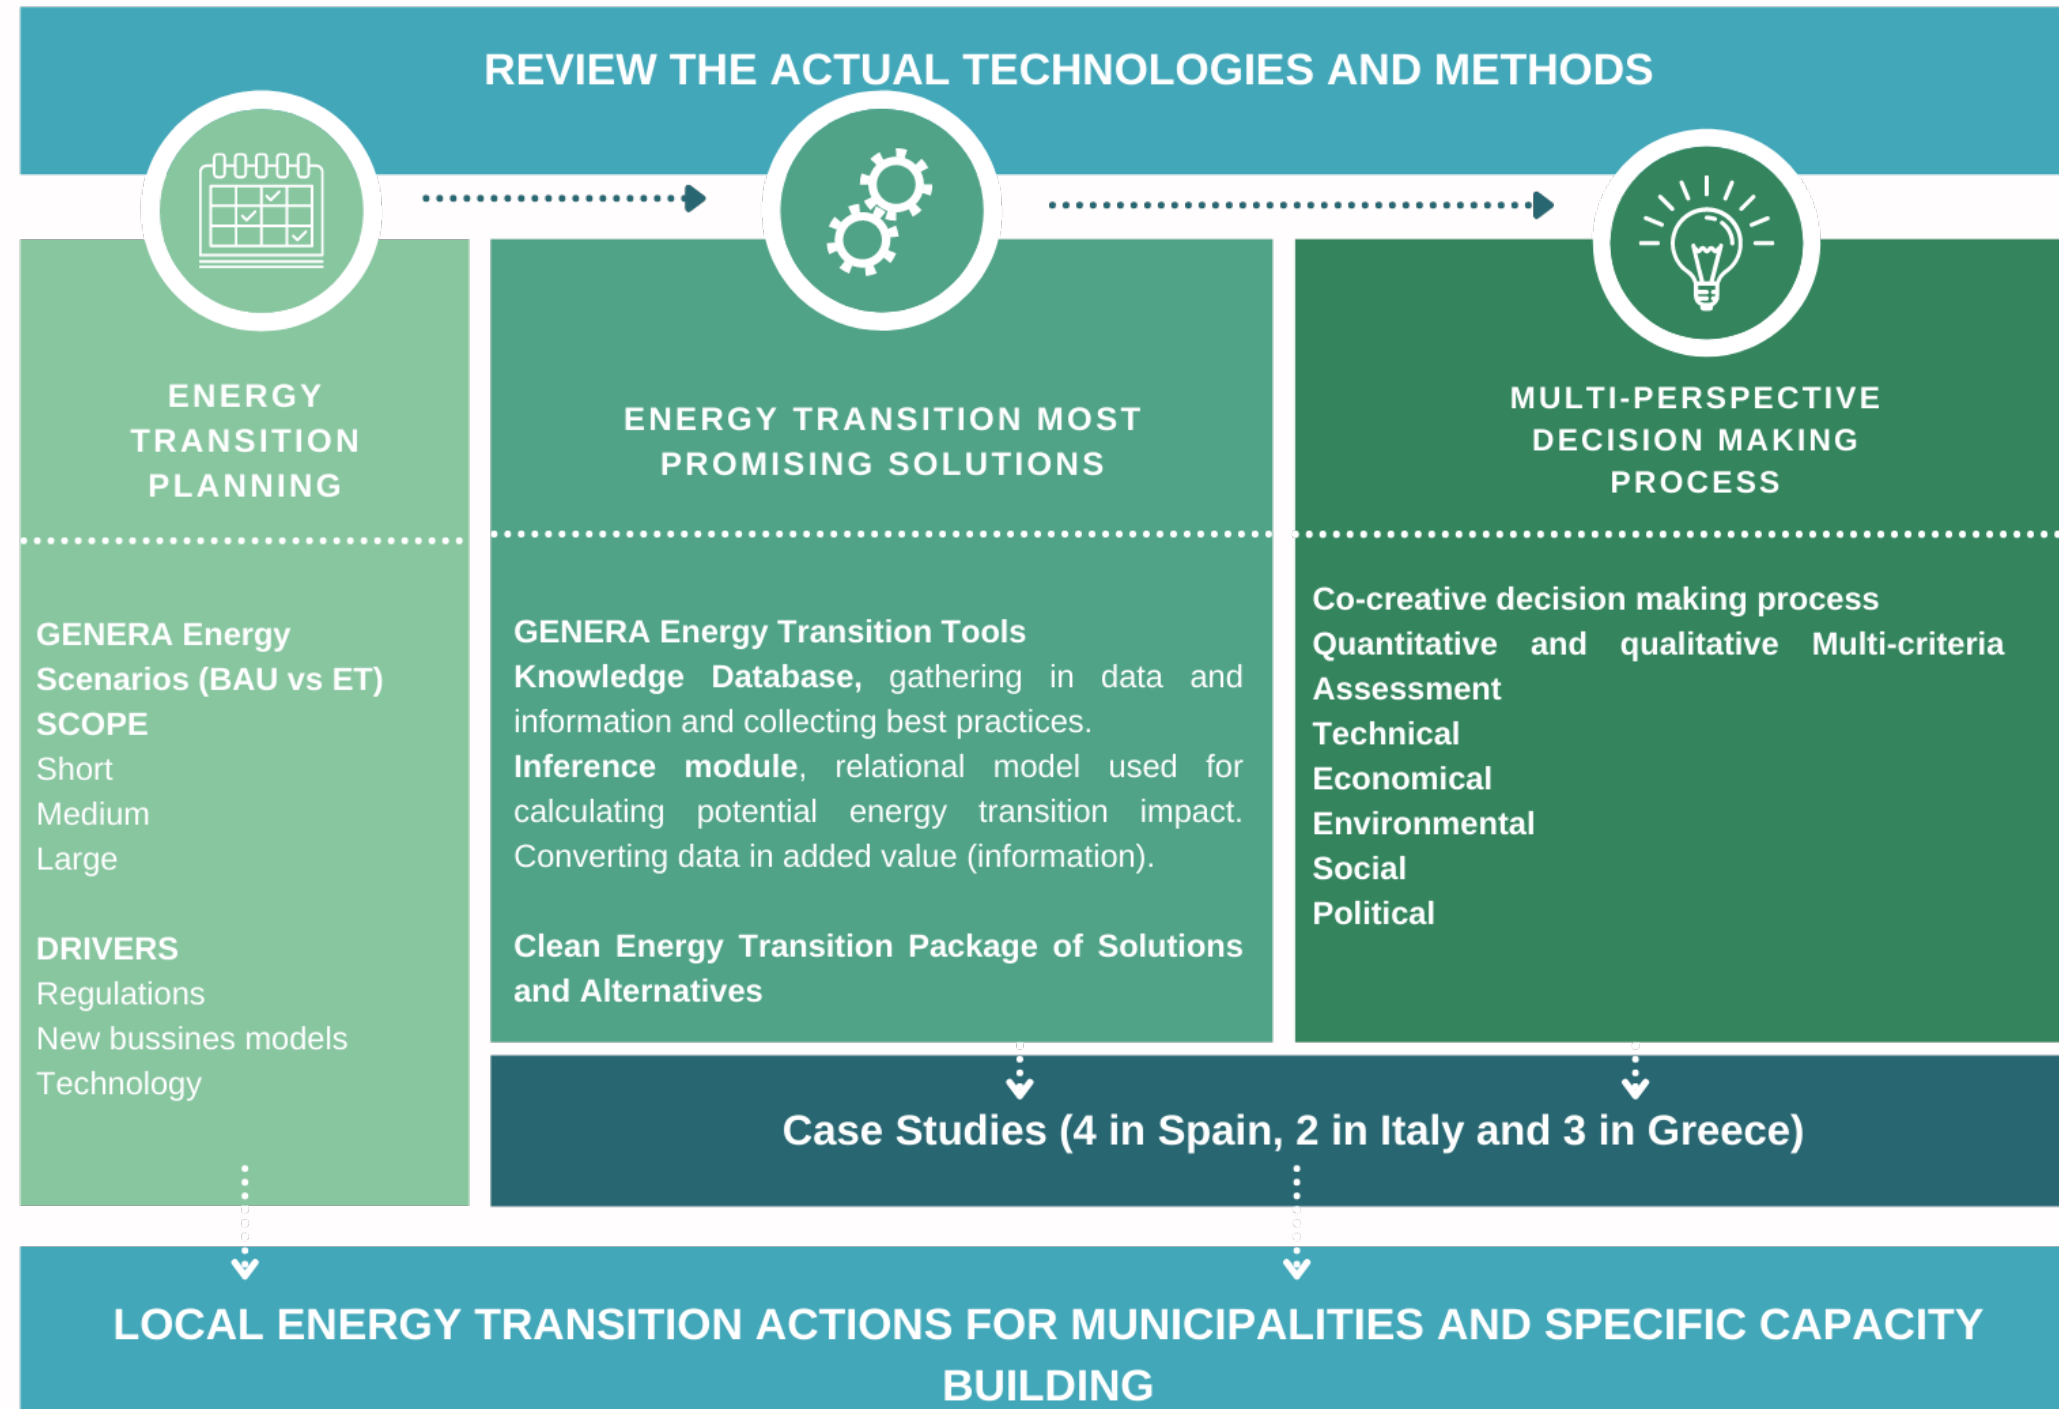 REVIEW THE ACTUAL TECHNOLOGIES AND METHODS
ENERGY
TRANSITION
PLANNING
GENERA Energy
Scenarios (BAU vs ET)
SCOPE
Short
Medium
Large
DRIVERS
Regulations
New bussines models
Technology
ENERGY TRANSITION MOST
PROMISING SOLUTIONS
GENERA Energy Transition Tools
Knowledge Database, gathering in data and
information and collecting best practices.
Inference module, relational model used for
calculating potential energy transition impact.
Converting data in added value (information).
Clean Energy Transition Package of Solutions
and Alternatives
MULTI-PERSPECTIVE
DECISION MAKING
PROCESS
Co-creative decision making process
Quantitative and qualitative Multi-criteria
Assessment
Technical
Economical
Environmental
Social
Political
Case Studies (4 in Spain, 2 in Italy and 3 in Greece)
LOCAL ENERGY TRANSITION ACTIONS FOR MUNICIPALITIES AND SPECIFIC CAPACITY
BUILDING